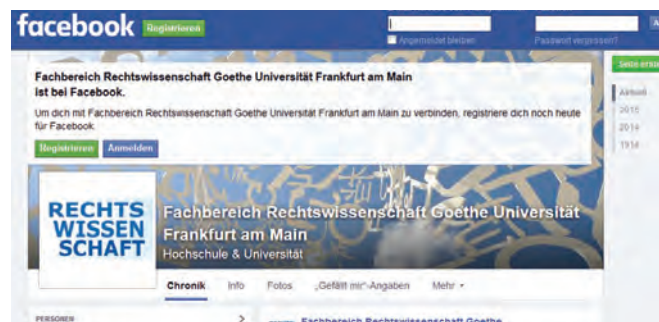 facebook Registrieren
Angemeldet bleiben Passwort vergessen?
Fachbereich Rechtswissenschaft Goethe Universität Frankfurt am Main
ist bei Facebook.
Um dich mit Fachbereich Rechtswissenschaft Goethe Universität Frankfurt am Main zu verbinden, registriere dich noch heute
für Facebook.
Registrieren Anmelden
Aktuell
2015
2014
1914
RECHTS
WISSEN
SCHAFT
Fachbereich Rechtswissenschaft Goethe Universität
Frankfurt am Main
Hochschule & Universität
Chronik Info Fotos „Gefällt mir“-Angaben Mehr
PERSONEN
Fachbereich Rechtswissenschaft Goethe